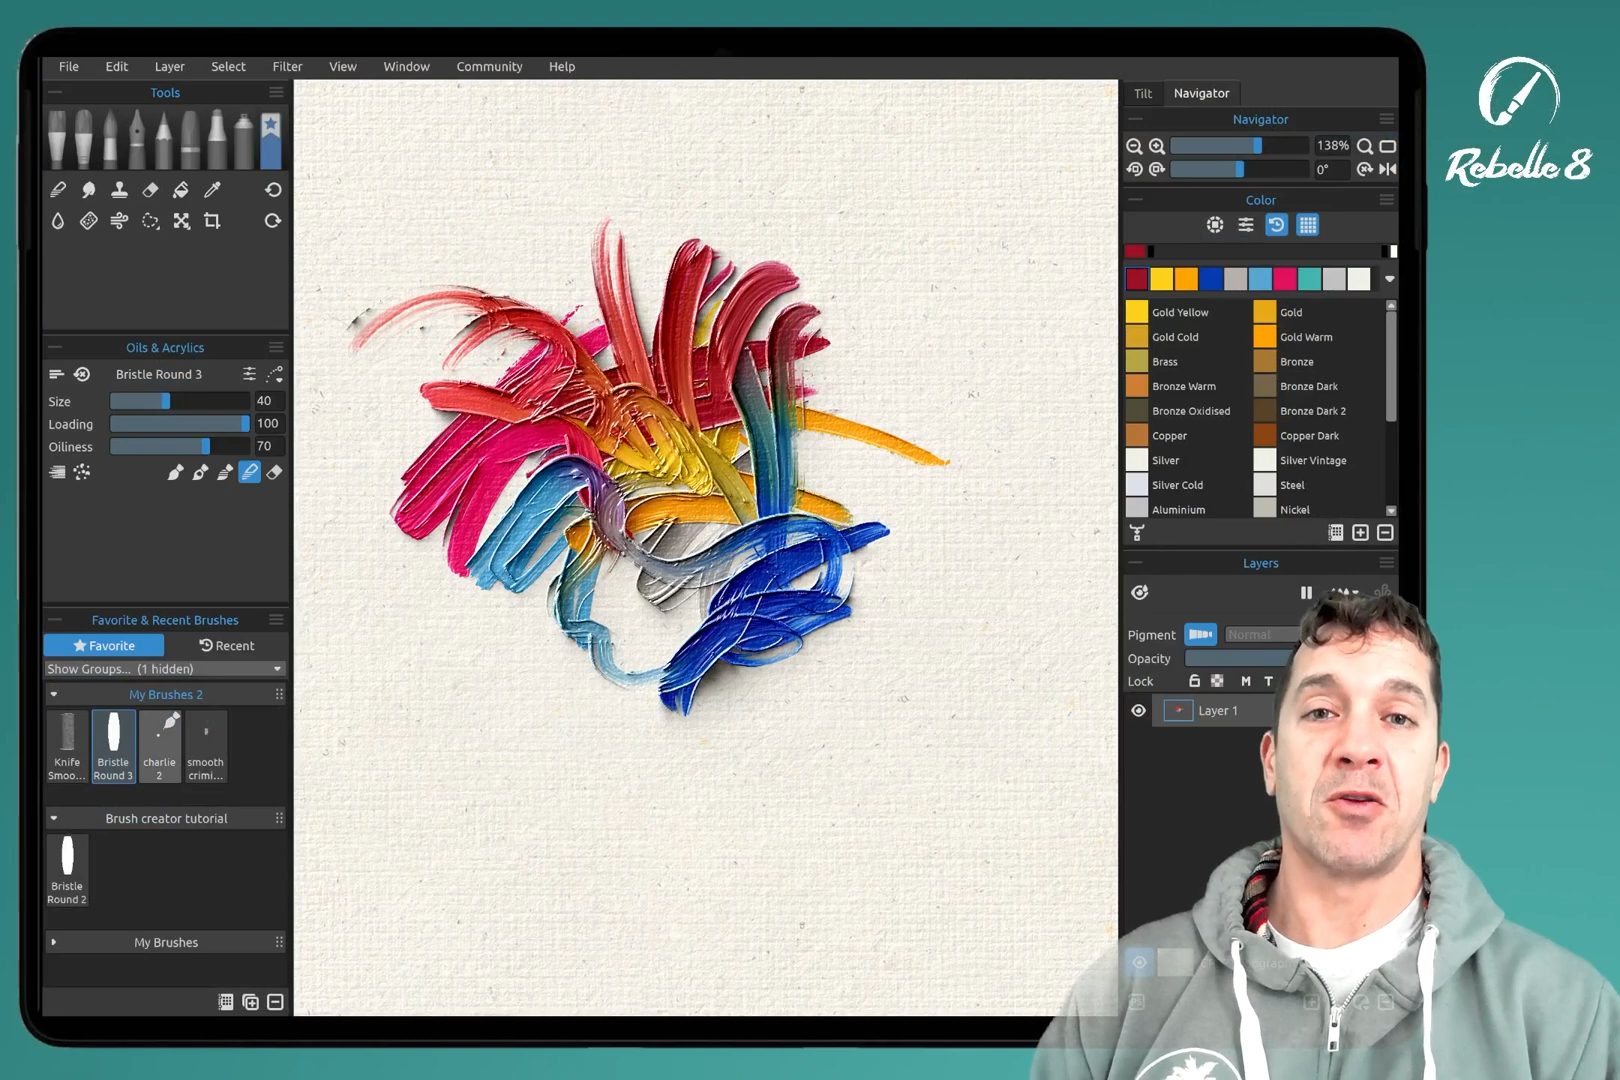 File Edit Layer Select Filter View Window Community Help
Rebelle 8
Tools
Oils & Acrylics
Bristle Round 3
Size 40
Loading 100
Oiliness 70
Favorite & Recent Brushes
Favorite Recent
Show Groups... (1 hidden)
My Brushes 2
Knife Smoo...
Bristle Round 3
charlie 2
smooth crimi...
Brush creator tutorial
Bristle Round 2
My Brushes
Tilt Navigator
Navigator
138%
0°
Color
Gold Yellow Gold
Gold Cold Gold Warm
Brass Bronze
Bronze Warm Bronze Dark
Bronze Oxidised Bronze Dark 2
Copper Copper Dark
Silver Silver Vintage
Silver Cold Steel
Aluminium Nickel
Layers
Pigment Normal
Opacity
Lock M T
Layer 1